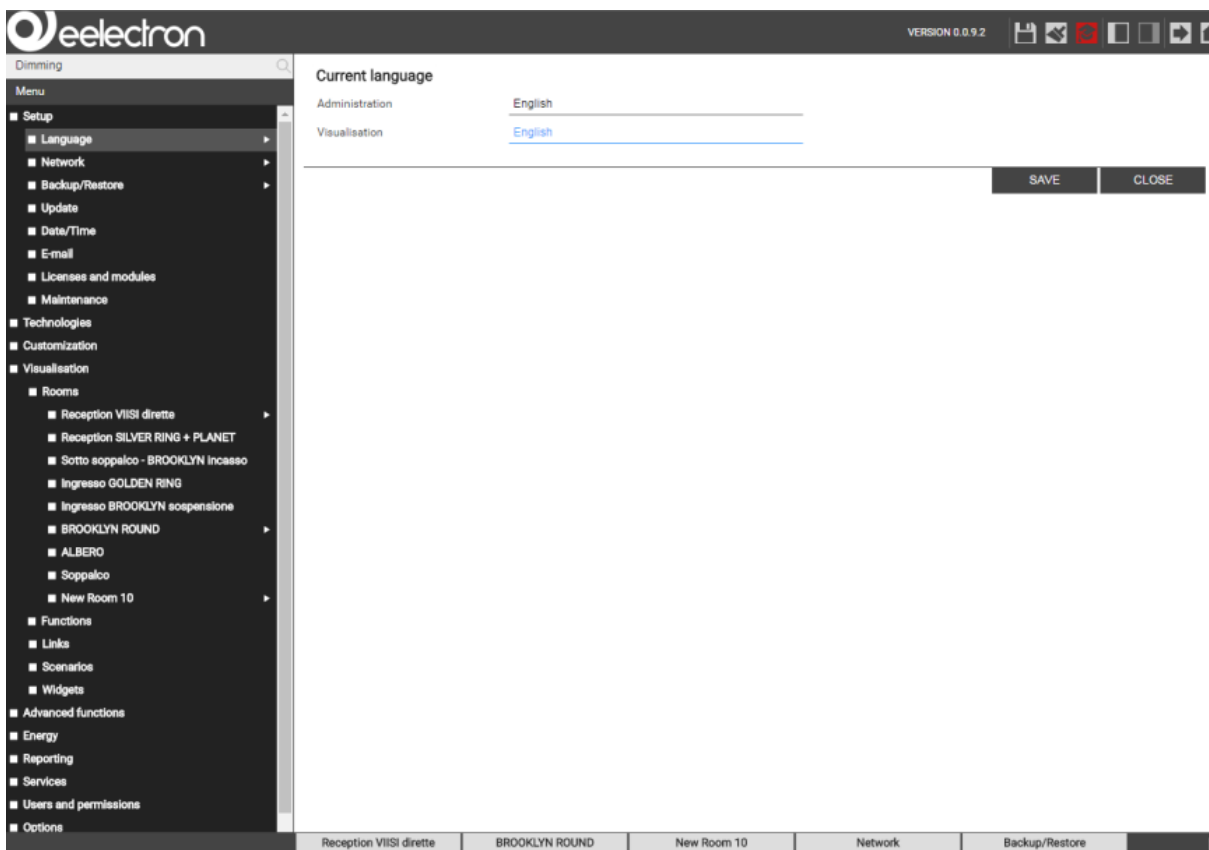 eelectron
VERSION 0.0.9.2
Dimming
Menu
Setup
Language
Network
Backup/Restore
Update
Date/Time
E-mail
Licenses and modules
Maintenance
Technologies
Customization
Visualisation
Rooms
Reception VIISI dirette
Reception SILVER RING + PLANET
Sotto soppalco - BROOKLYN incasso
Ingresso GOLDEN RING
Ingresso BROOKLYN sospensione
BROOKLYN ROUND
ALBERO
Soppalco
New Room 10
Functions
Links
Scenarios
Widgets
Advanced functions
Energy
Reporting
Services
Users and permissions
Options
Current language
Administration English
Visualisation English
SAVE CLOSE
Reception VIISI dirette BROOKLYN ROUND New Room 10 Network Backup/Restore